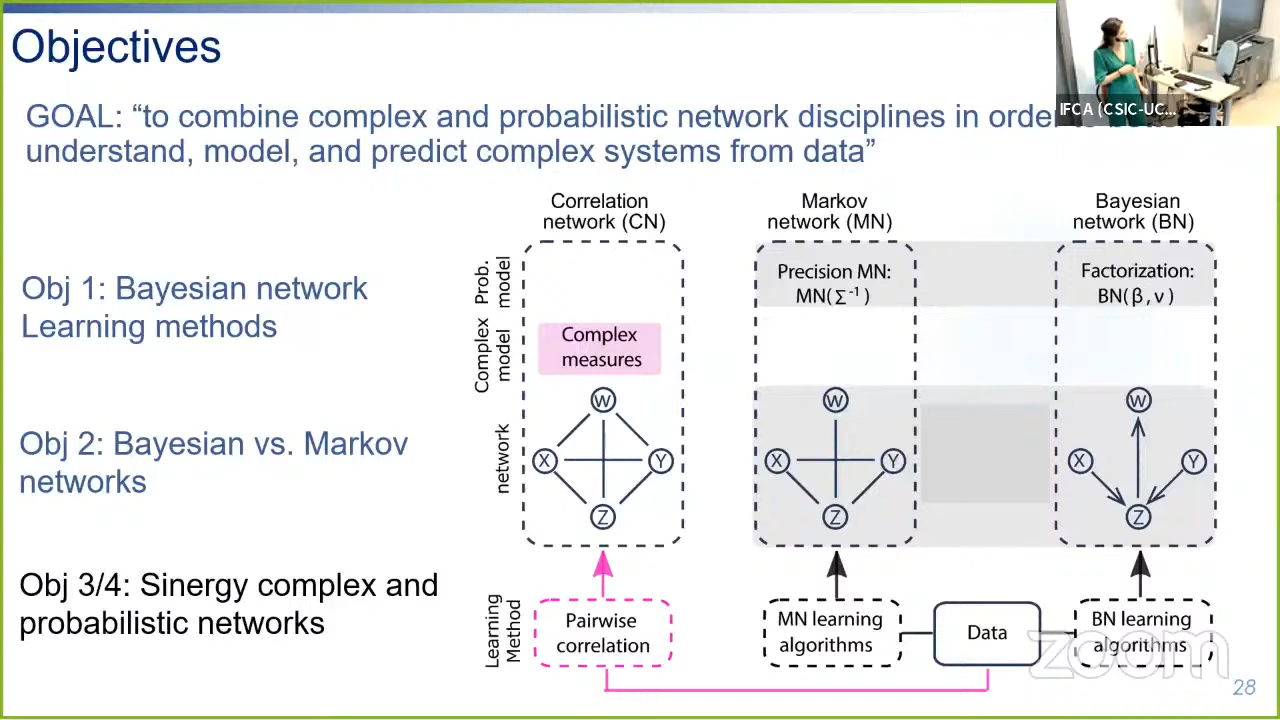 Objectives
IFCA (CSIC-UC...
GOAL: “to combine complex and probabilistic network disciplines in orde
understand, model, and predict complex systems from data”
Obj 1: Bayesian network
Learning methods
Obj 2: Bayesian vs. Markov
networks
Obj 3/4: Sinergy complex and
probabilistic networks
Correlation
network (CN)
Markov
network (MN)
Bayesian
network (BN)
Prob.
model
Precision MN:
MN(Σ⁻¹)
Factorization:
BN(β,ν)
Complex
model
Complex
measures
network
W
X Y
Z
W
X Y
Z
W
X Y
Z
Learning
Method
Pairwise
correlation
MN learning
algorithms
Data
BN learning
algorithms
zoom
28